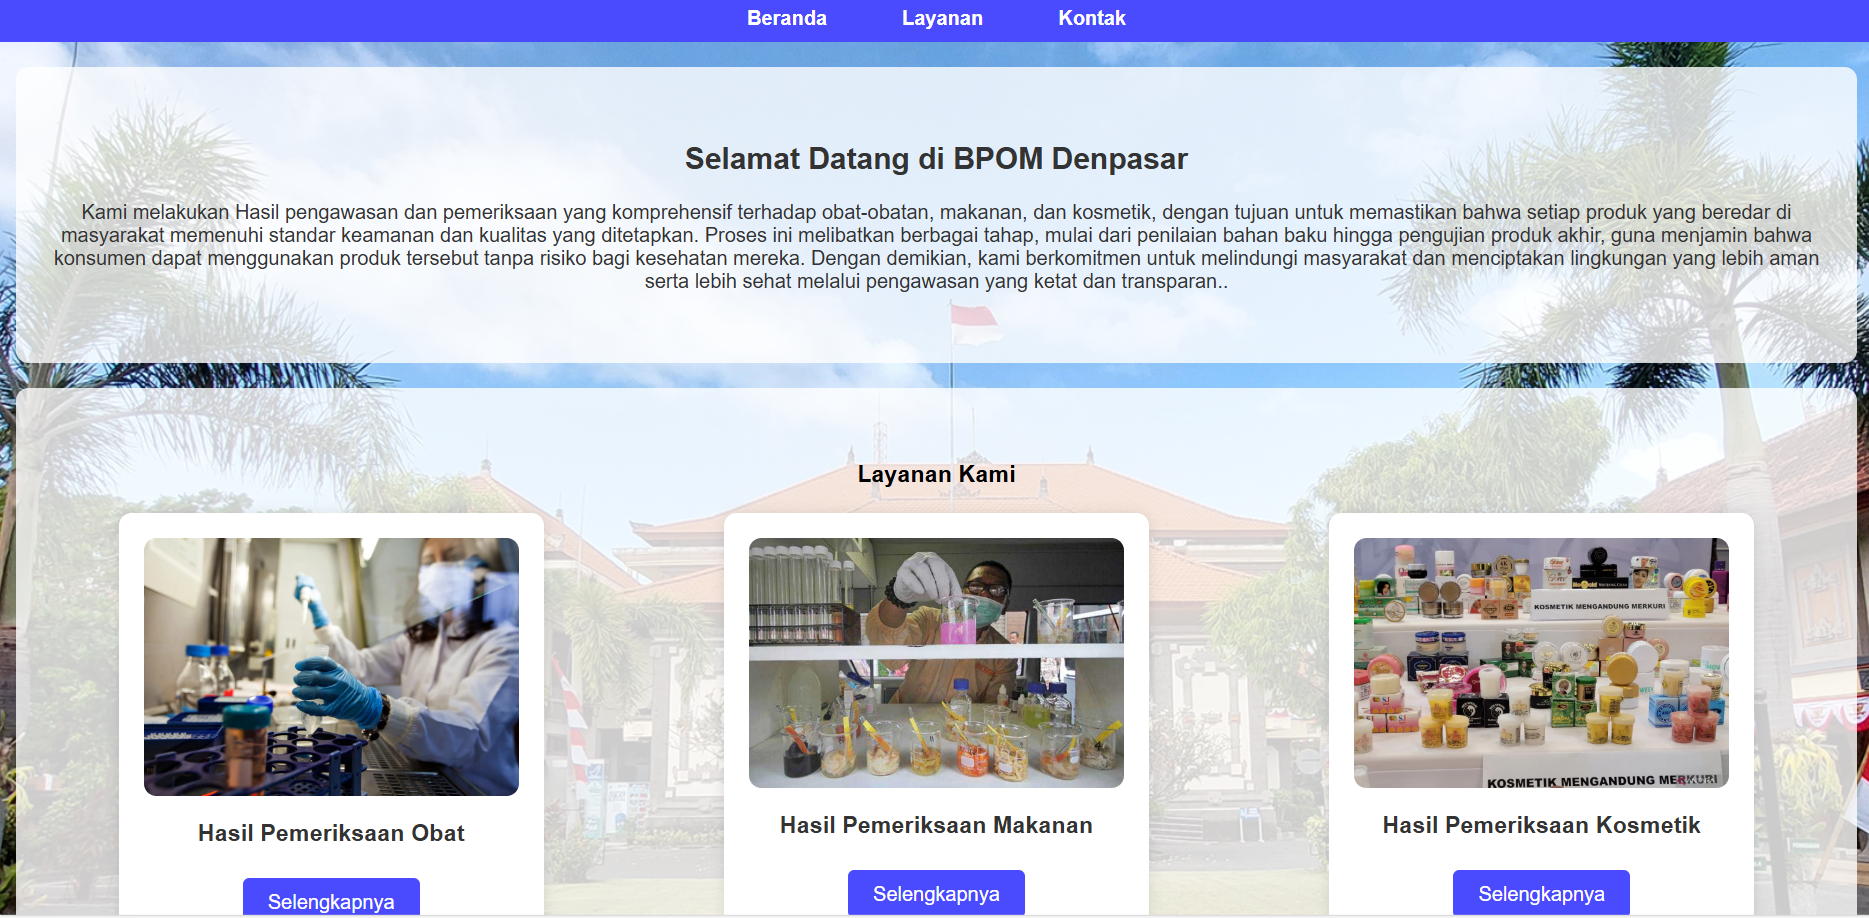 Beranda Layanan Kontak
Selamat Datang di BPOM Denpasar
Kami melakukan Hasil pengawasan dan pemeriksaan yang komprehensif terhadap obat-obatan, makanan, dan kosmetik, dengan tujuan untuk memastikan bahwa setiap produk yang beredar di
masyarakat memenuhi standar keamanan dan kualitas yang ditetapkan. Proses ini melibatkan berbagai tahap, mulai dari penilaian bahan baku hingga pengujian produk akhir, guna menjamin bahwa
konsumen dapat menggunakan produk tersebut tanpa risiko bagi kesehatan mereka. Dengan demikian, kami berkomitmen untuk melindungi masyarakat dan menciptakan lingkungan yang lebih aman
serta lebih sehat melalui pengawasan yang ketat dan transparan..
Layanan Kami
KOSMETIK MENGANDUNG MERKURI
KOSMETIK MENGANDUNG MERKURI
Hasil Pemeriksaan Obat
Hasil Pemeriksaan Makanan
Hasil Pemeriksaan Kosmetik
Selengkapnya
Selengkapnya
Selengkapnya